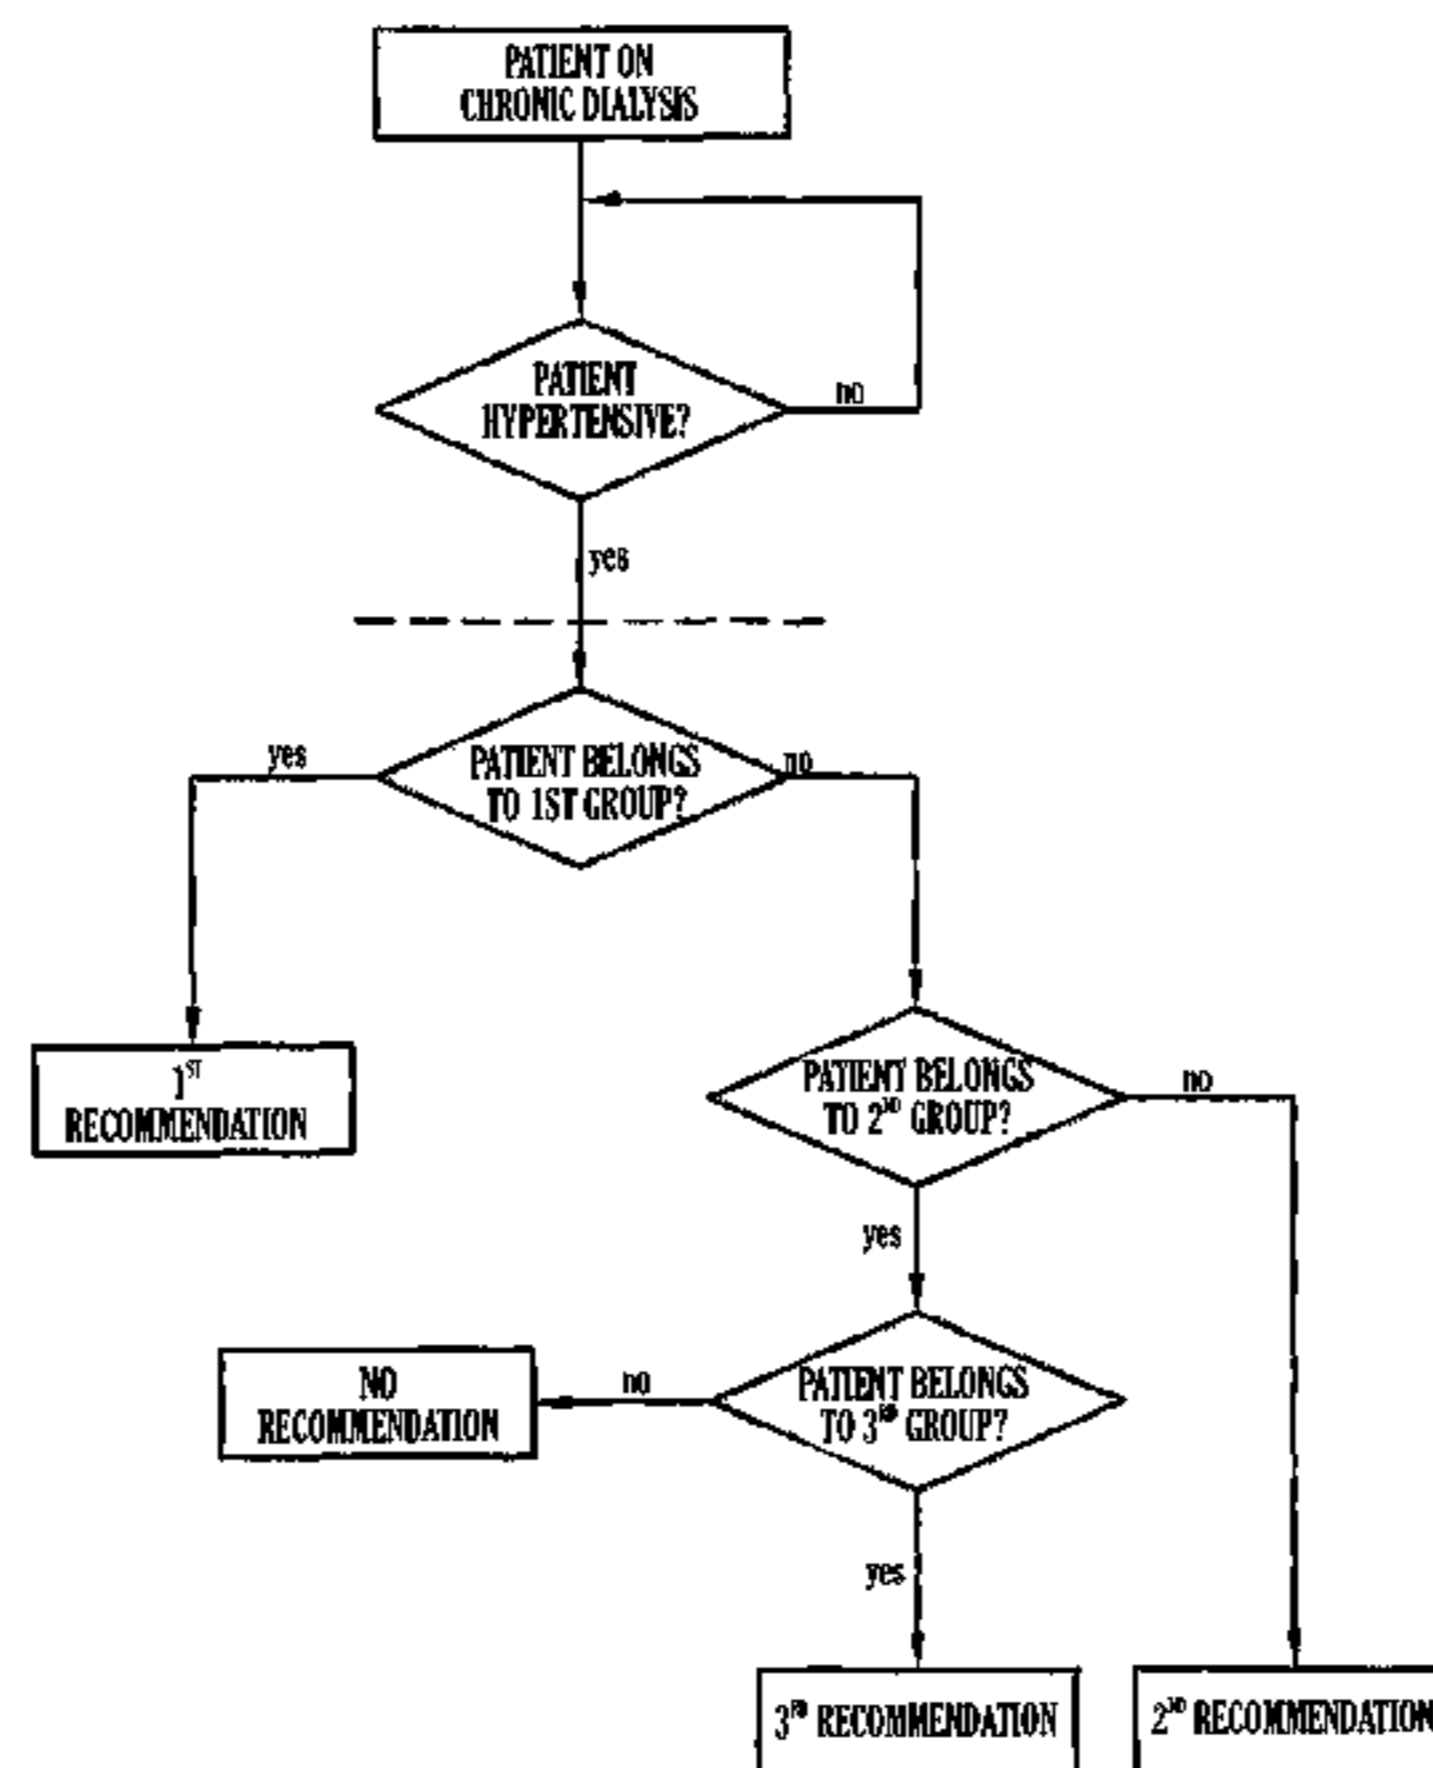 PATIENT ON
CHRONIC DIALYSIS
PATIENT
HYPERTENSIVE?
no
yes
yes
PATIENT BELONGS
TO 1ST GROUP?
no
1ST
RECOMMENDATION
PATIENT BELONGS
TO 2ND GROUP?
no
yes
NO
RECOMMENDATION
no
PATIENT BELONGS
TO 3RD GROUP?
yes
3RD RECOMMENDATION
2ND RECOMMENDATION